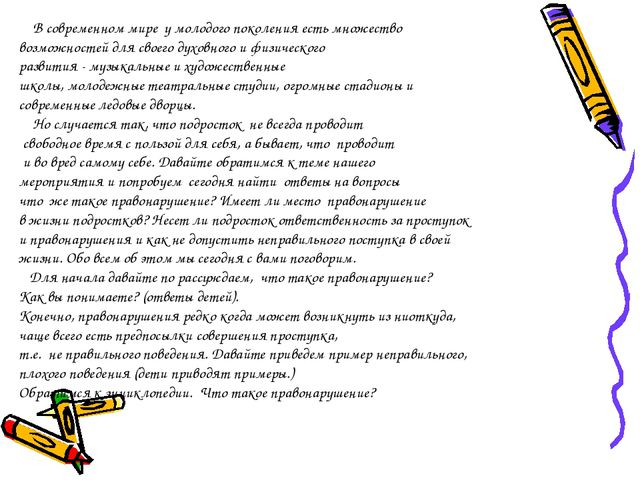 В современном мире у молодого поколения есть множество
возможностей для своего духовного и физического
развития - музыкальные и художественные
школы, молодежные театральные студии, огромные стадионы и
современные ледовые дворцы.
Но случается так, что подросток не всегда проводит
свободное время с пользой для себя, а бывает, что проводит
и во вред самому себе. Давайте обратимся к теме нашего
мероприятия и попробуем сегодня найти ответы на вопросы
что же такое правонарушение? Имеет ли место правонарушение
в жизни подростков? Несет ли подросток ответственность за проступок
и правонарушения и как не допустить неправильного поступка в своей
жизни. Обо всем об этом мы сегодня с вами поговорим.
Для начала давайте по рассуждаем, что такое правонарушение?
Как вы понимаете? (ответы детей).
Конечно, правонарушения редко когда может возникнуть из ниоткуда,
чаще всего есть предпосылки совершения проступка,
т.е. не правильного поведения. Давайте приведем пример неправильного,
плохого поведения (дети приводят примеры.)
Обратимся к энциклопедии. Что такое правонарушение?